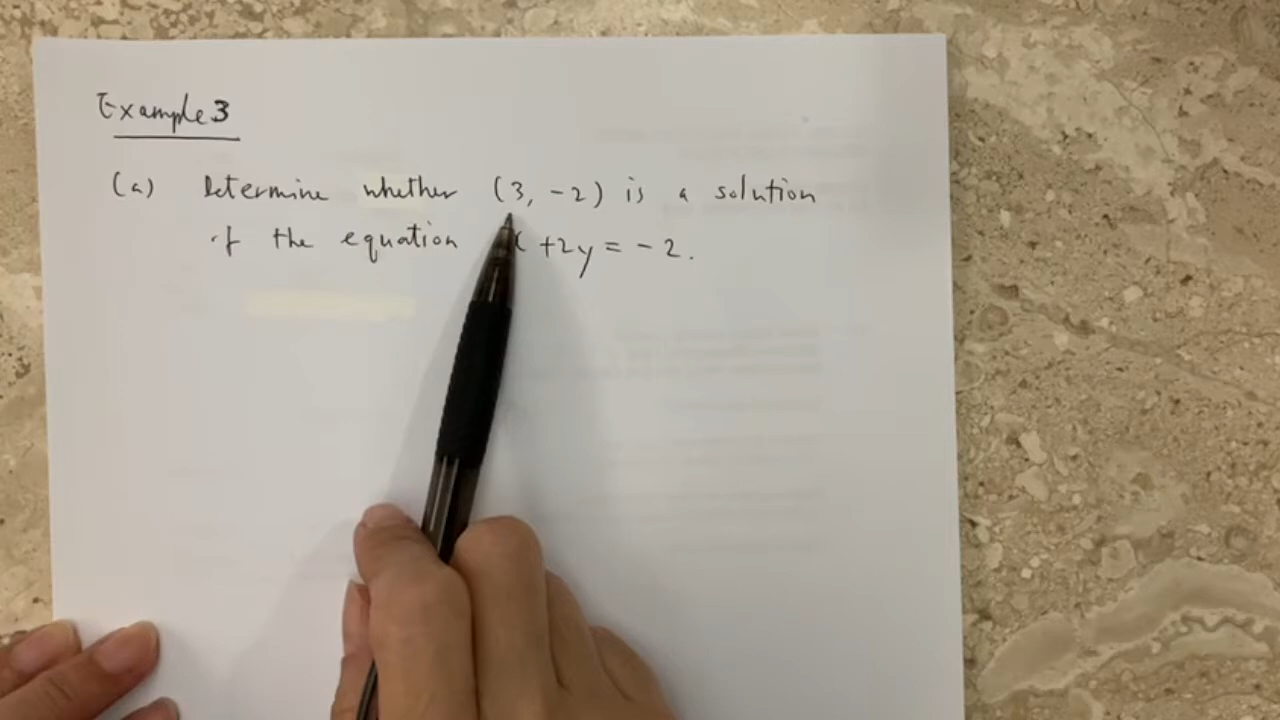 Example 3
(a) Determine whether (3, -2) is a solution
of the equation x +2y = -2.